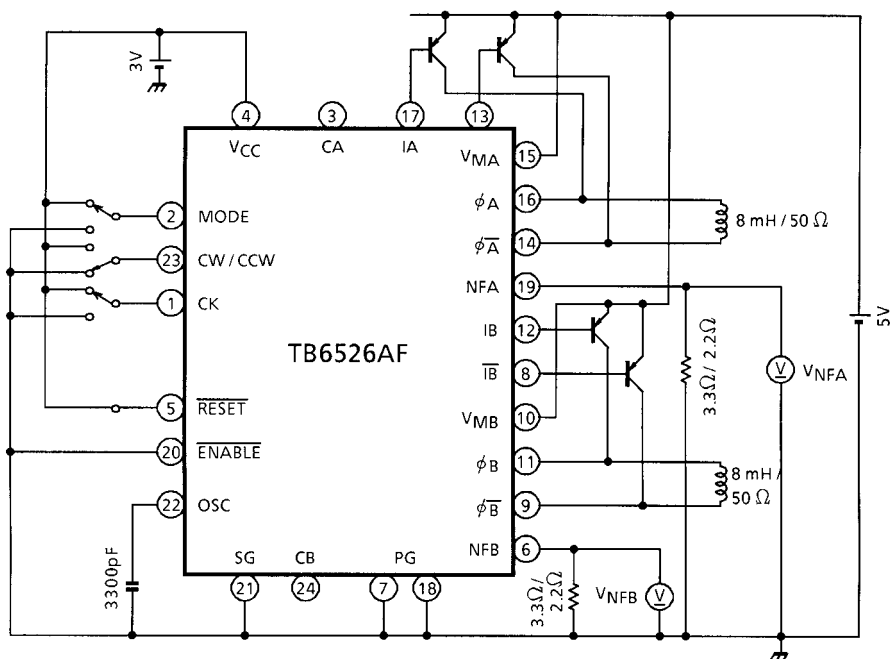 3V
4
3
17
13
VCC
CA
IA
VMA
15
2
MODE
φA
16
8 mH / 50 Ω
23
CW / CCW
φA̅
14
1
CK
NFA
19
TB6526AF
IB
12
5V
3.3Ω / 2.2Ω
V
VNFA
I̅B̅
8
5
R̅E̅S̅E̅T̅
VMB
10
20
E̅N̅A̅B̅L̅E̅
φB
11
8 mH /
50 Ω
22
OSC
φB̅
9
NFB
6
3300pF
SG
CB
PG
21
24
7
18
3.3Ω /
2.2Ω
VNFB
V